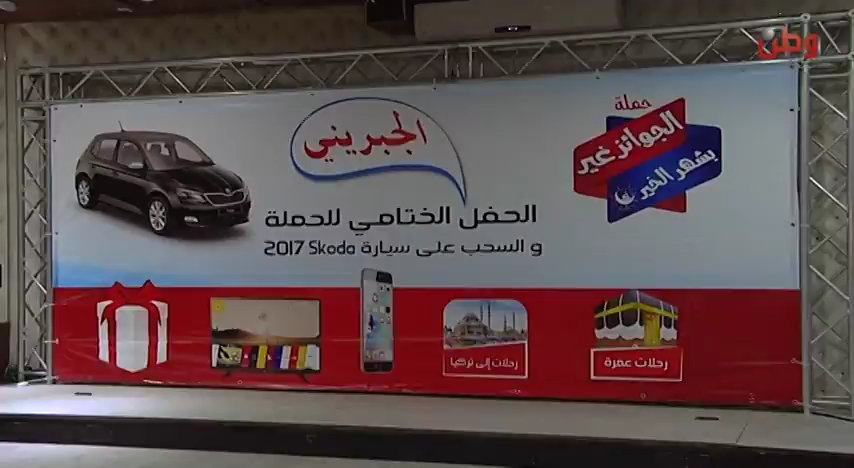 وطن
الجبريني
حملة
الجوائز غير
بشهر الخير
الحفل الختامي للحملة
و السحب على سيارة 2017 Skoda
رحلات إلى تركيا
رحلات عمرة